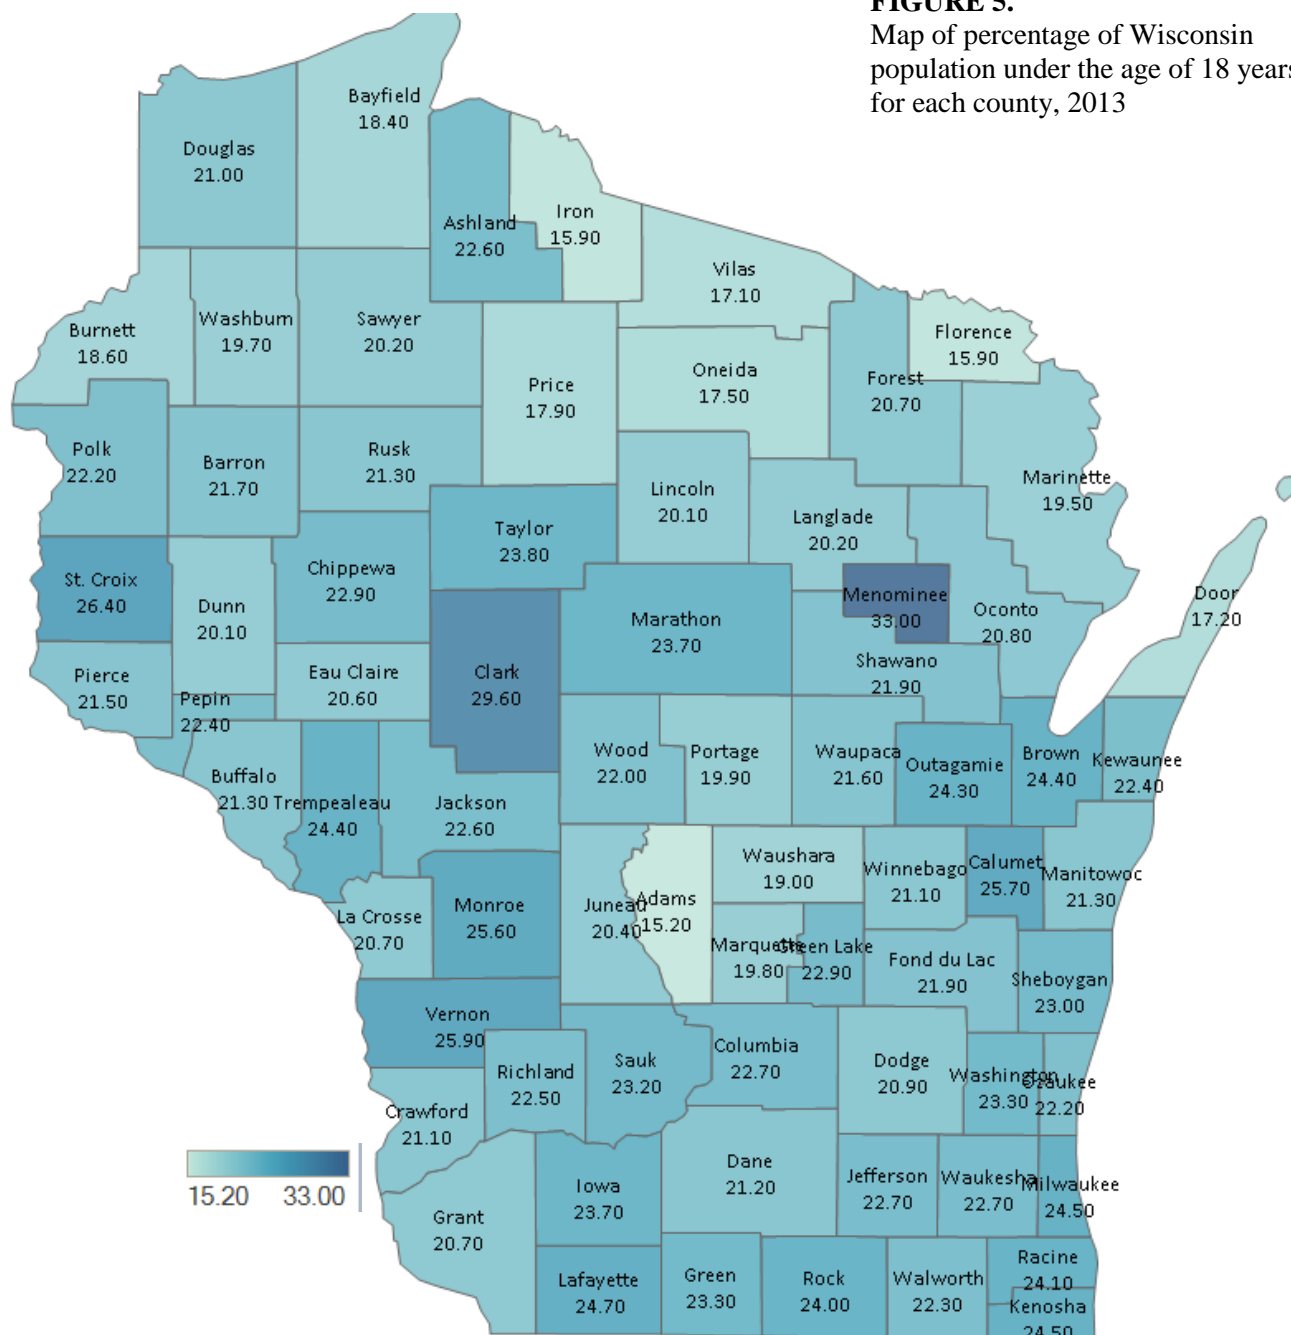 FIGURE 5.
Map of percentage of Wisconsin
population under the age of 18 years
for each county, 2013
Bayfield
18.40
Douglas
21.00
Ashland
22.60
Iron
15.90
Vilas
17.10
Burnett
18.60
Washburn
19.70
Sawyer
20.20
Florence
15.90
Price
17.90
Oneida
17.50
Forest
20.70
Polk
22.20
Barron
21.70
Rusk
21.30
Lincoln
20.10
Marinette
19.50
Langlade
20.20
Taylor
23.80
St. Croix
26.40
Chippewa
22.90
Dunn
20.10
Menominee
33.00
Door
17.20
Oconto
20.80
Marathon
23.70
Clark
29.60
Eau Claire
20.60
Shawano
21.90
Pierce
21.50
Pepin
22.40
Wood
22.00
Portage
19.90
Waupaca
21.60
Outagamie
24.30
Brown
24.40
Kewaunee
22.40
Buffalo
21.30
Trempealeau
24.40
Jackson
22.60
Waushara
19.00
Winnebago
21.10
Calumet
25.70
Manitowoc
21.30
La Crosse
20.70
Monroe
25.60
Juneau
20.40
Adams
15.20
Marquette
19.80
Green Lake
22.90
Fond du Lac
21.90
Sheboygan
23.00
Vernon
25.90
Richland
22.50
Sauk
23.20
Columbia
22.70
Dodge
20.90
Washington
23.30
Ozaukee
22.20
Crawford
21.10
Dane
21.20
Jefferson
22.70
Waukesha
22.70
Milwaukee
24.50
15.20 33.00
Iowa
23.70
Grant
20.70
Lafayette
24.70
Green
23.30
Rock
24.00
Walworth
22.30
Racine
24.10
Kenosha
24.50